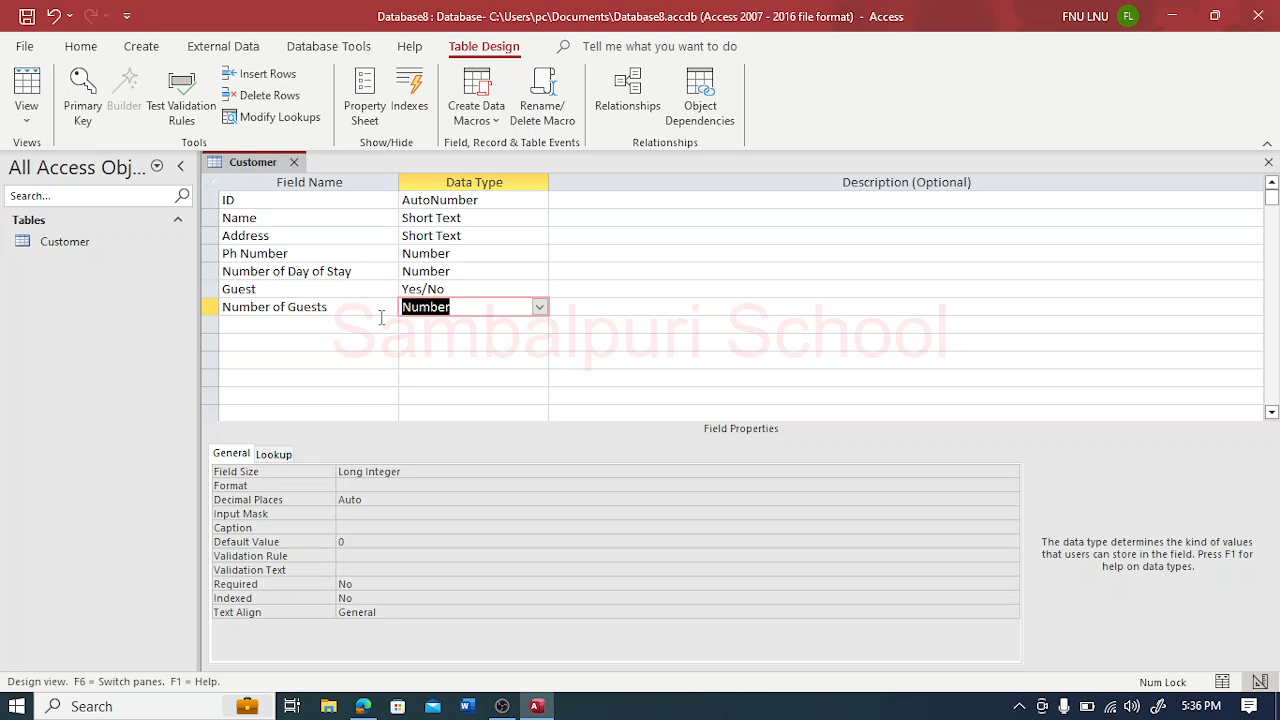 Database8 : Database- C:\Users\pc\Documents\Database8.accdb (Access 2007 - 2016 file format) - Access
FNU LNU FL
File Home Create External Data Database Tools Help Table Design Tell me what you want to do
View
Primary Key
Builder
Test Validation Rules
Insert Rows
Delete Rows
Modify Lookups
Property Sheet
Indexes
Create Data Macros
Rename/ Delete Macro
Relationships
Object Dependencies
Views Tools Show/Hide Field, Record & Table Events Relationships
All Access Obj...
Search...
Tables
Customer
Customer
Field Name Data Type Description (Optional)
ID AutoNumber
Name Short Text
Address Short Text
Ph Number Number
Number of Day of Stay Number
Guest Yes/No
Number of Guests Number
Sambalpuri School
Field Properties
General Lookup
Field Size Long Integer
Format
Decimal Places Auto
Input Mask
Caption
Default Value 0
Validation Rule
Validation Text
Required No
Indexed No
Text Align General
The data type determines the kind of values
that users can store in the field. Press F1 for
help on data types.
Design view. F6 = Switch panes. F1 = Help.
Num Lock
Search
5:36 PM